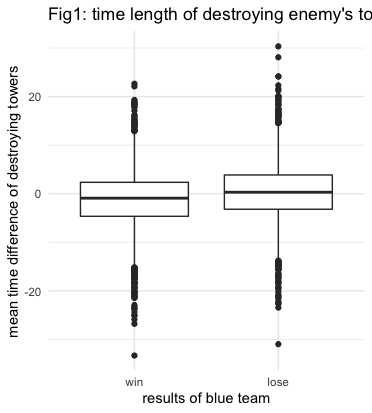 Fig1: time length of destroying enemy's to
mean time difference of destroying towers
20
0
-20
win
lose
results of blue team